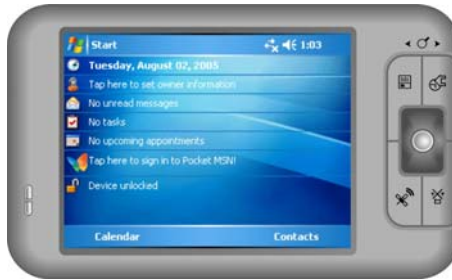 Start 1:03
Tuesday, August 02, 2005
Tap here to set owner information
No unread messages
No tasks
No upcoming appointments
Tap here to sign in to Pocket MSN!
Device unlocked
Calendar Contacts